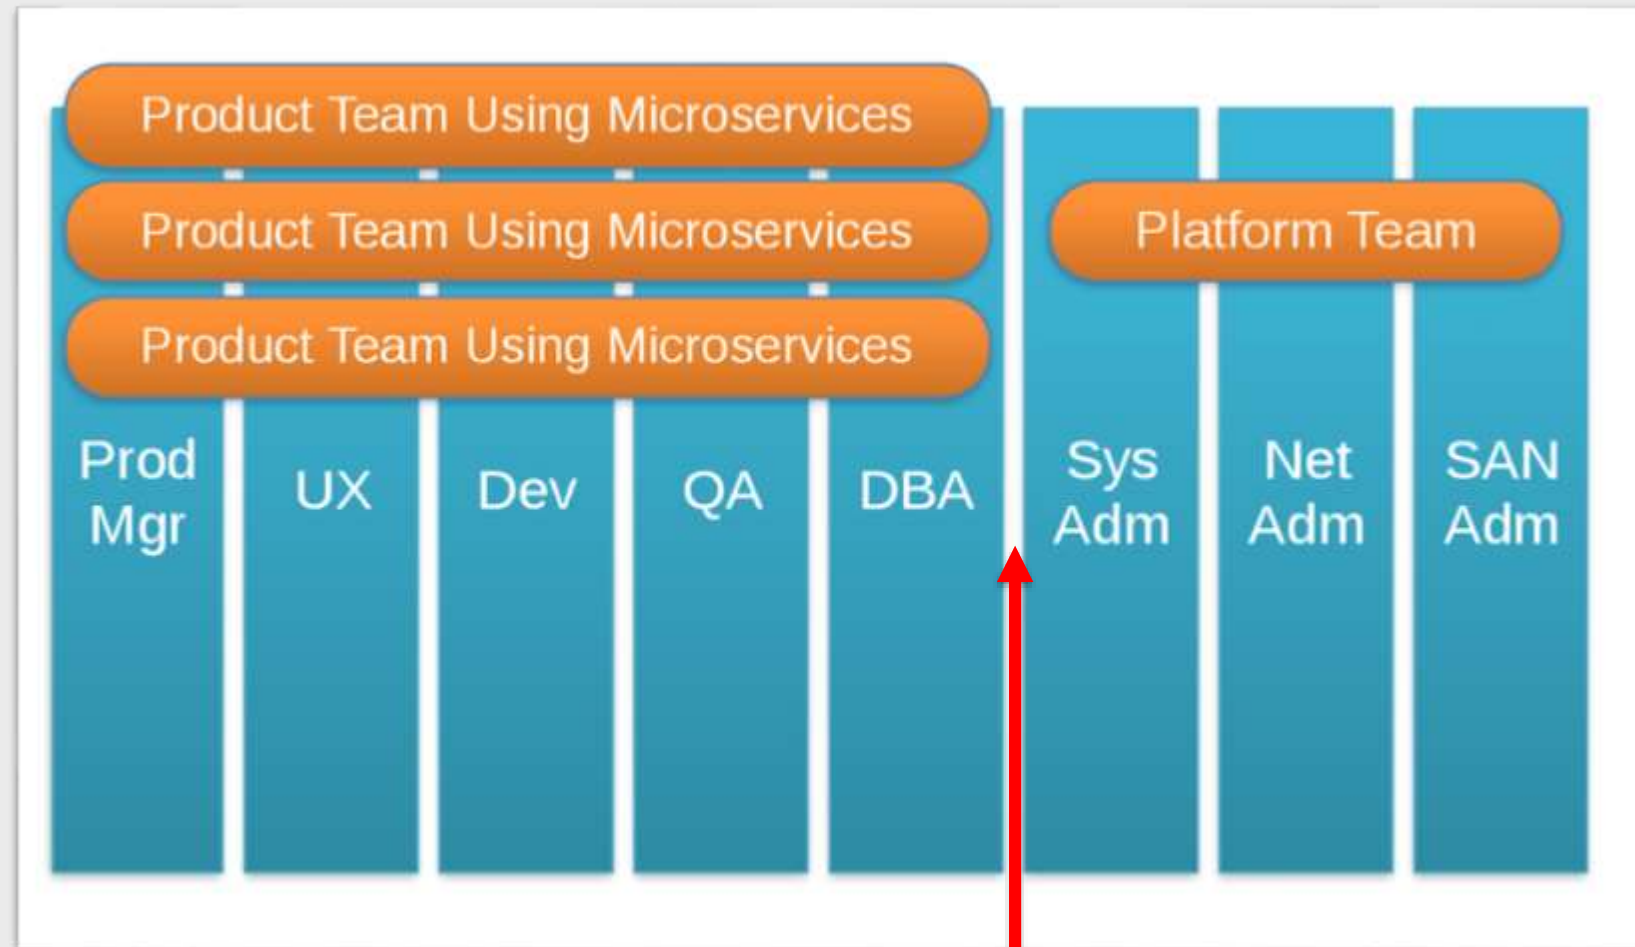 Product Team Using Microservices
Product Team Using Microservices
Platform Team
Product Team Using Microservices
Prod
Mgr
UX
Dev
QA
DBA
Sys
Adm
Net
Adm
SAN
Adm